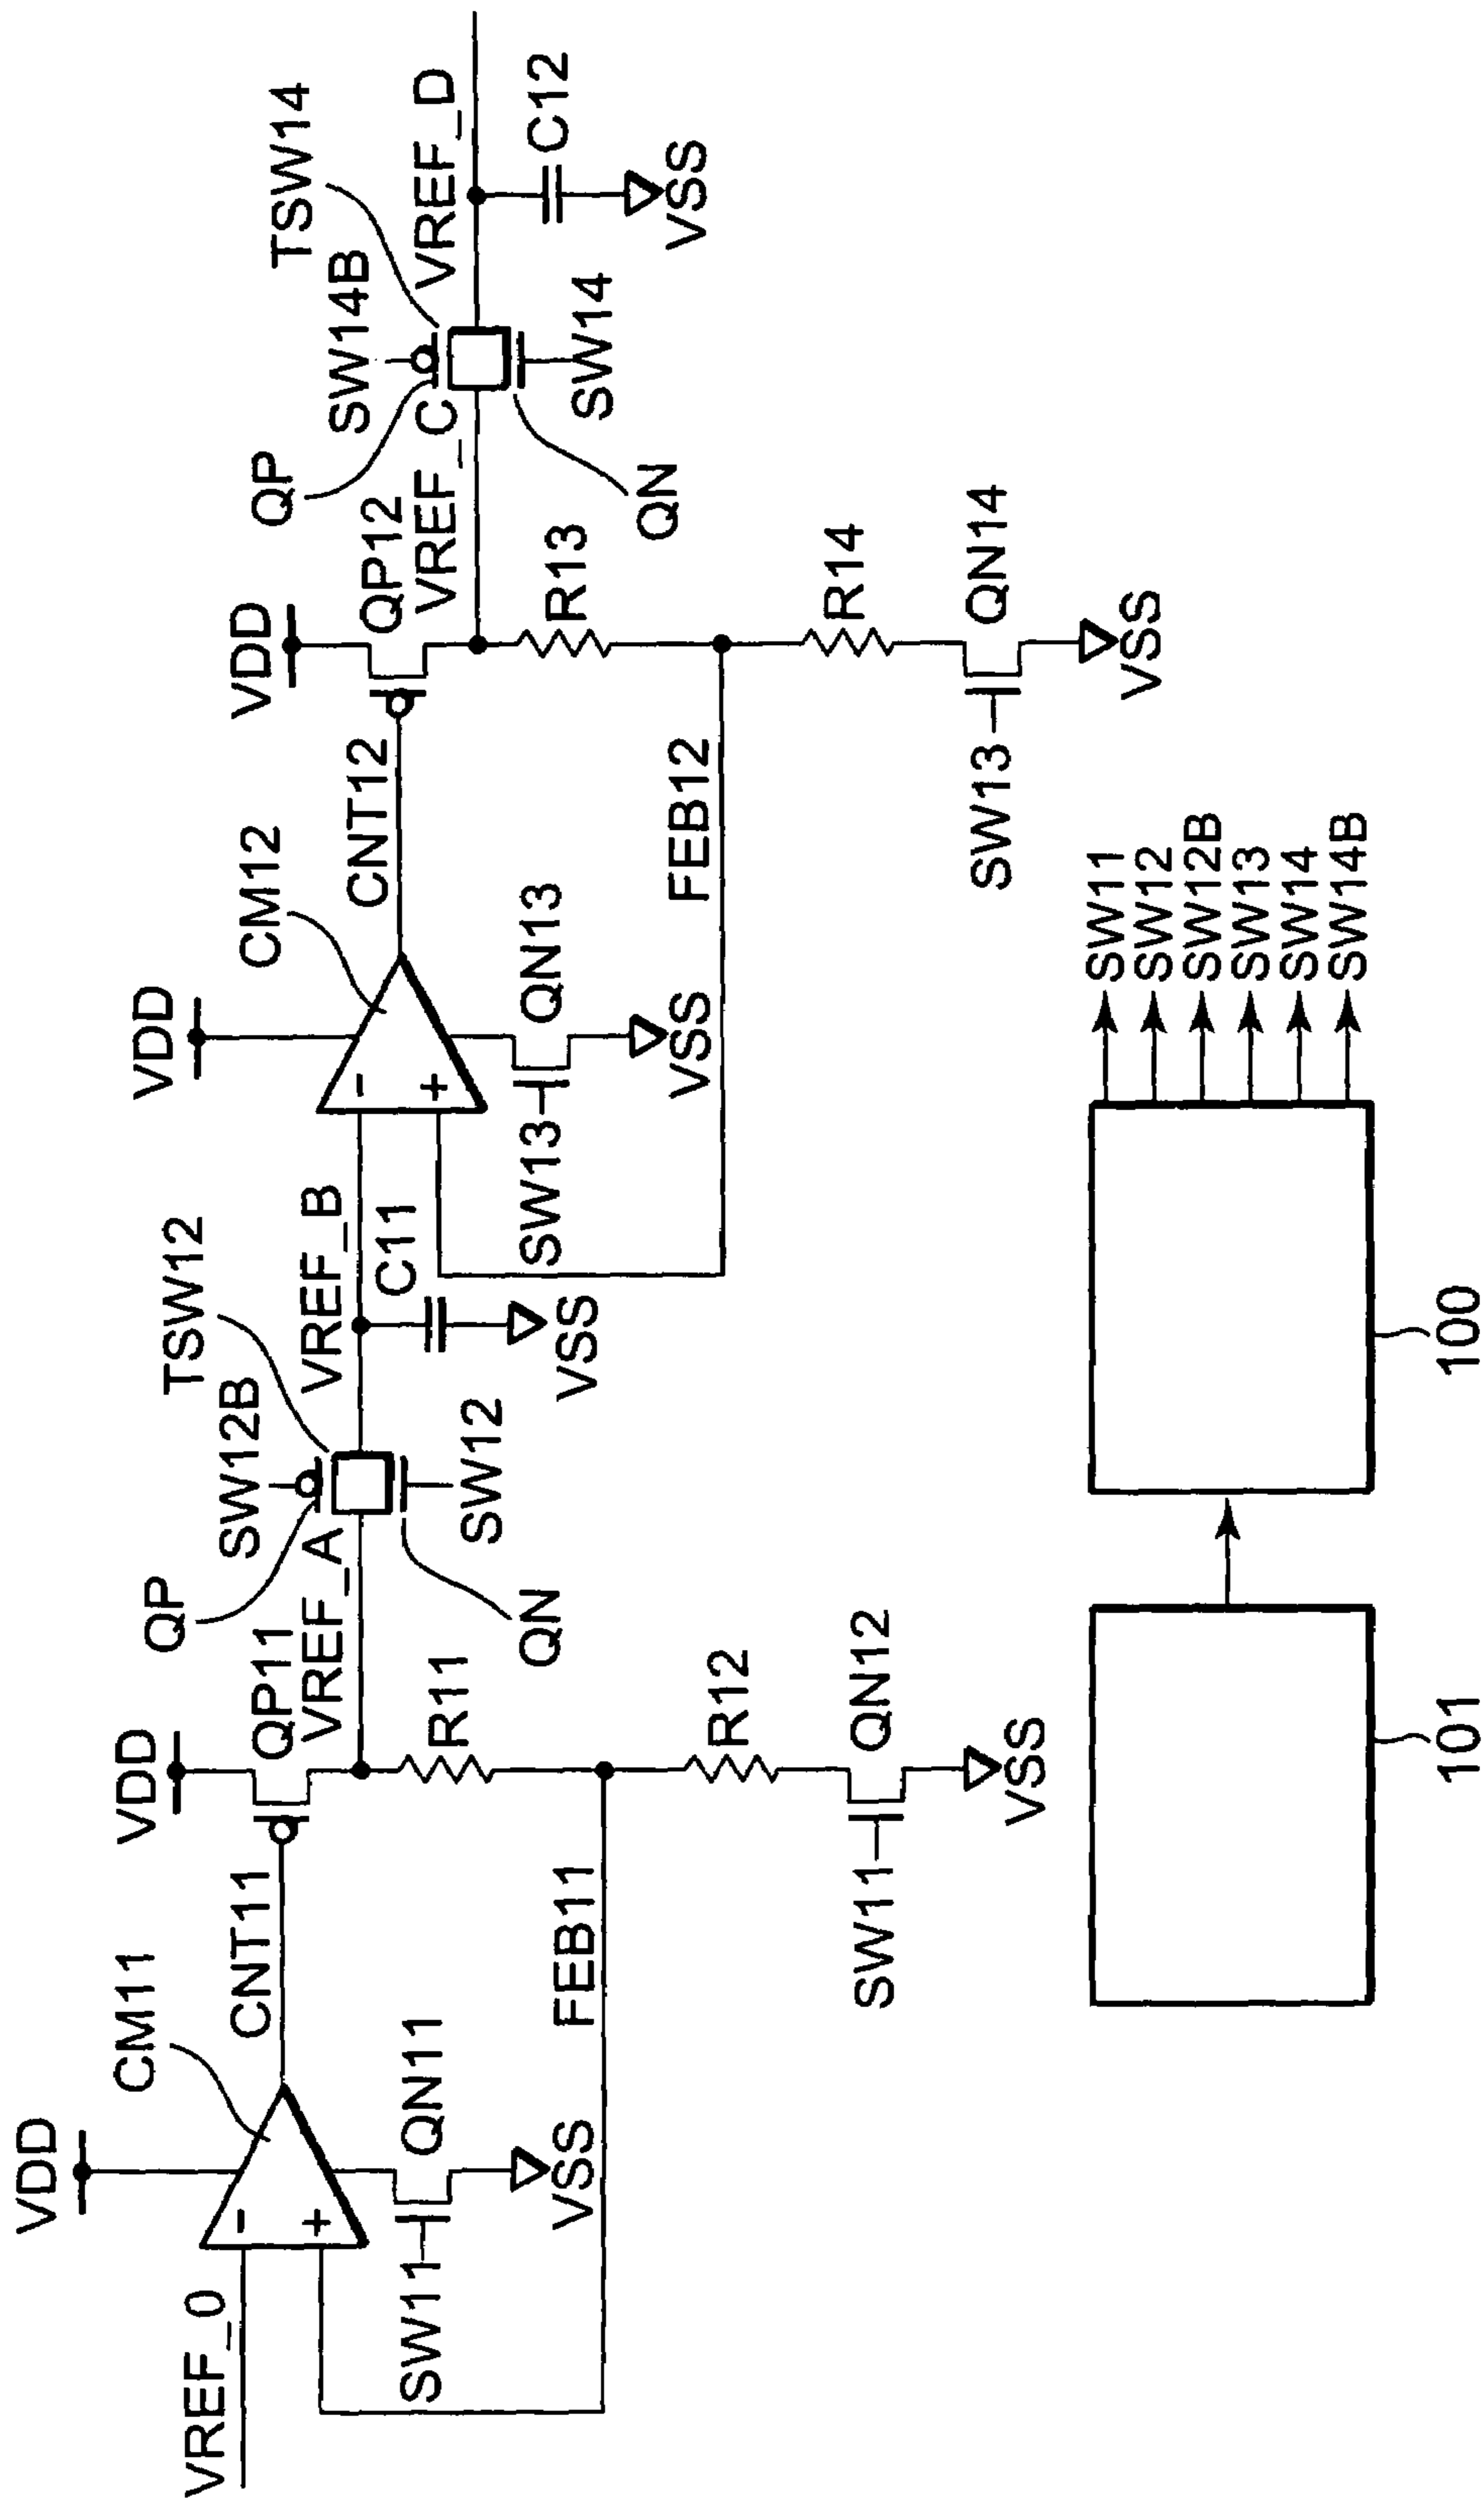 VDD
CM11
VREF_0
CNT11
SW11
QN11
VSS
FEB11
VDD
QP11
VREF_A
R11
R12
SW11
QN12
VSS
QP
SW12B
TSW12
SW12
QN
VREF_B
C11
VSS
VDD
CM12
CNT12
SW13
QN13
VSS
FEB12
VDD
QP12
VREF_C
R13
R14
SW13
QN14
VSS
QP
SW14B
TSW14
SW14
QN
VREF_D
C12
VSS
101
100
SW11
SW12
SW12B
SW13
SW14
SW14B